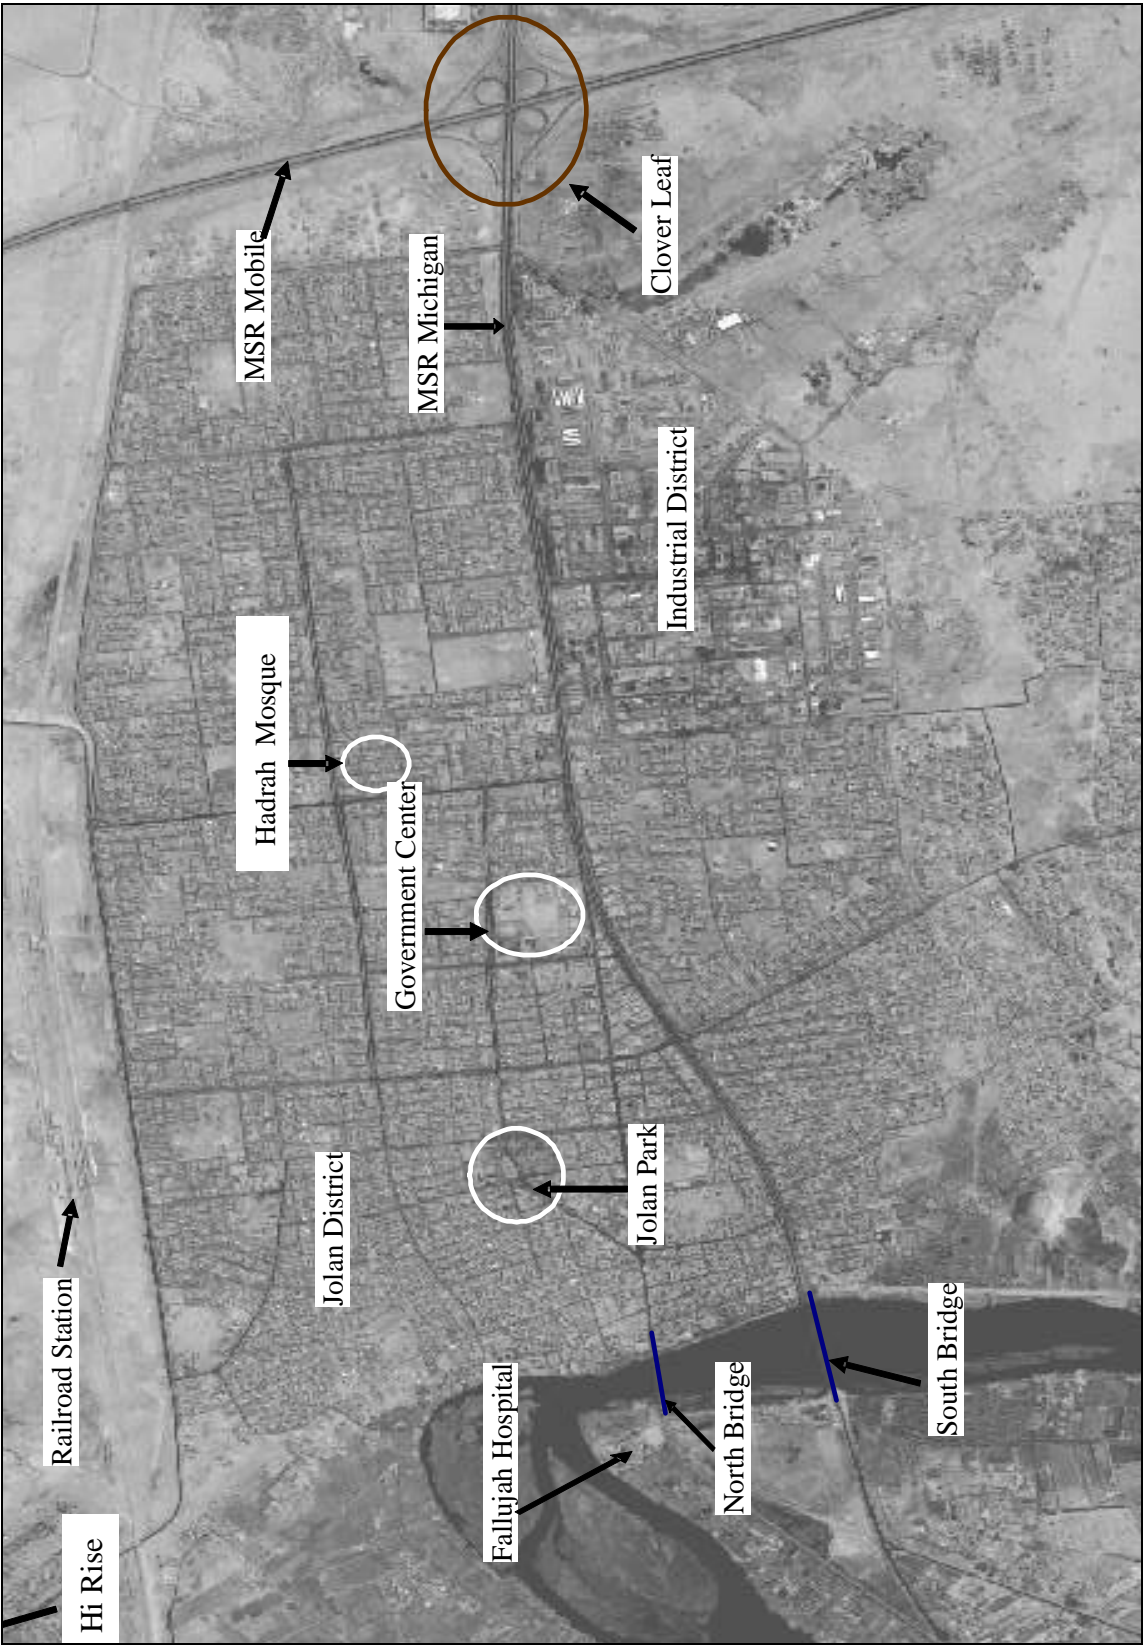 Hi Rise
Railroad Station
Jolan District
Hadrah Mosque
MSR Mobile
Government Center
MSR Michigan
Fallujah Hospital
Jolan Park
Industrial District
Clover Leaf
North Bridge
South Bridge